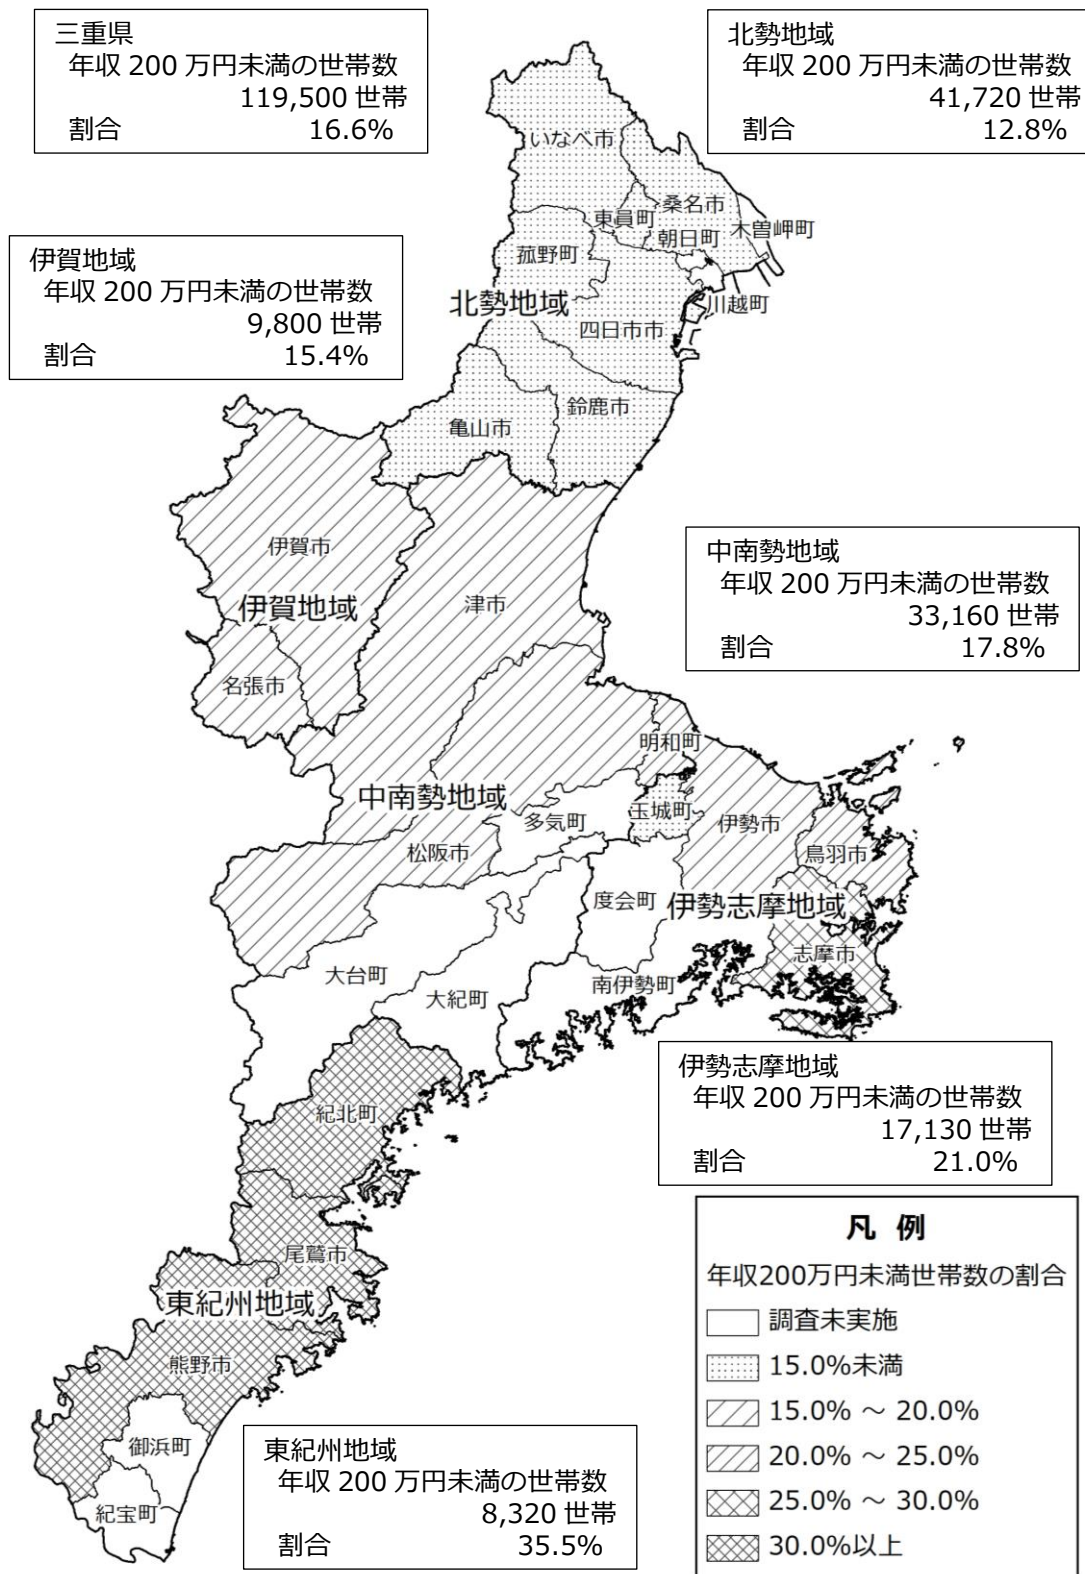 三重県
年収 200 万円未満の世帯数
119,500 世帯
割合 16.6%
北勢地域
年収 200 万円未満の世帯数
41,720 世帯
割合 12.8%
いなべ市
桑名市
東員町
木曽岬町
朝日町
菰野町
川越町
北勢地域
四日市市
伊賀地域
年収 200 万円未満の世帯数
9,800 世帯
割合 15.4%
鈴鹿市
亀山市
伊賀市
伊賀地域
津市
名張市
中南勢地域
年収 200 万円未満の世帯数
33,160 世帯
割合 17.8%
明和町
中南勢地域
玉城町
多気町
伊勢市
松阪市
鳥羽市
度会町
伊勢志摩地域
志摩市
大台町
南伊勢町
大紀町
伊勢志摩地域
年収 200 万円未満の世帯数
17,130 世帯
割合 21.0%
紀北町
尾鷲市
東紀州地域
熊野市
御浜町
紀宝町
東紀州地域
年収 200 万円未満の世帯数
8,320 世帯
割合 35.5%
凡 例
年収200万円未満世帯数の割合
調査未実施
15.0%未満
15.0% ～ 20.0%
20.0% ～ 25.0%
25.0% ～ 30.0%
30.0%以上